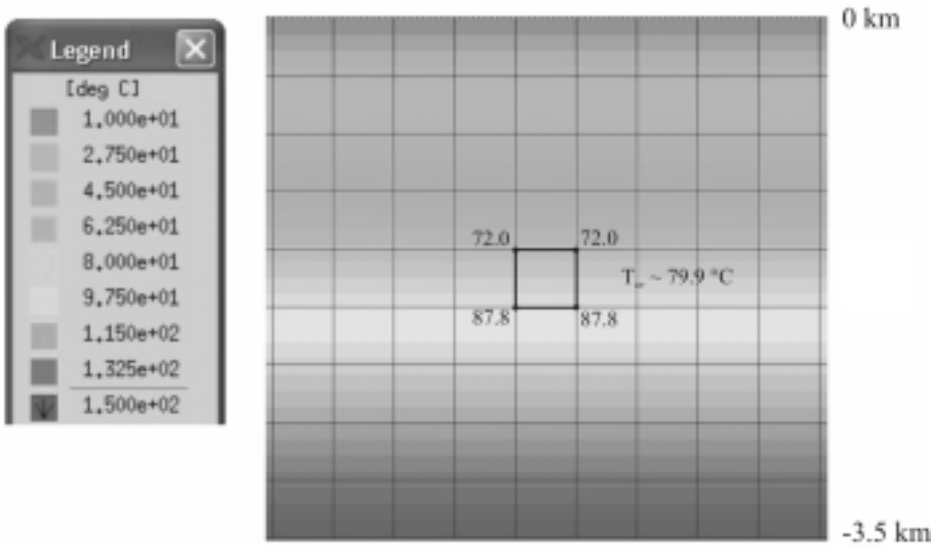 Legend
[deg C]
1.000e+01
2.750e+01
4.500e+01
6.250e+01
8.000e+01
9.750e+01
1.150e+02
1.325e+02
1.500e+02
0 km
72.0 72.0
~ 79.9 °C
87.8 87.8
-3.5 km